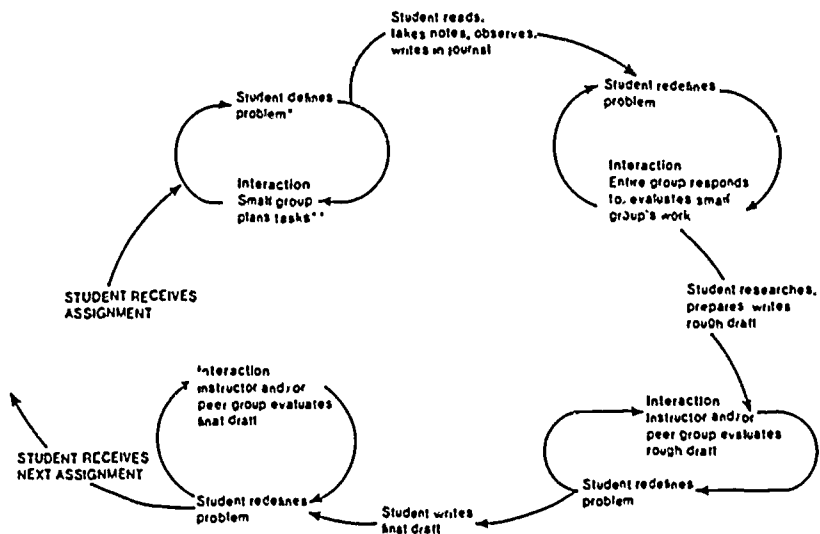 Student reads,
takes notes, observes,
writes in journal
Student defines
problem*
Student redefines
problem
Interaction
Small group
plans tasks**
Interaction
Entire group responds
to, evaluates small
group's work
STUDENT RECEIVES
ASSIGNMENT
Student researches,
prepares writes
rough draft
Interaction
Instructor and/or
peer group evaluates
final draft
Interaction
Instructor and/or
peer group evaluates
rough draft
STUDENT RECEIVES
NEXT ASSIGNMENT
Student redefines
problem
Student redefines
problem
Student writes
final draft